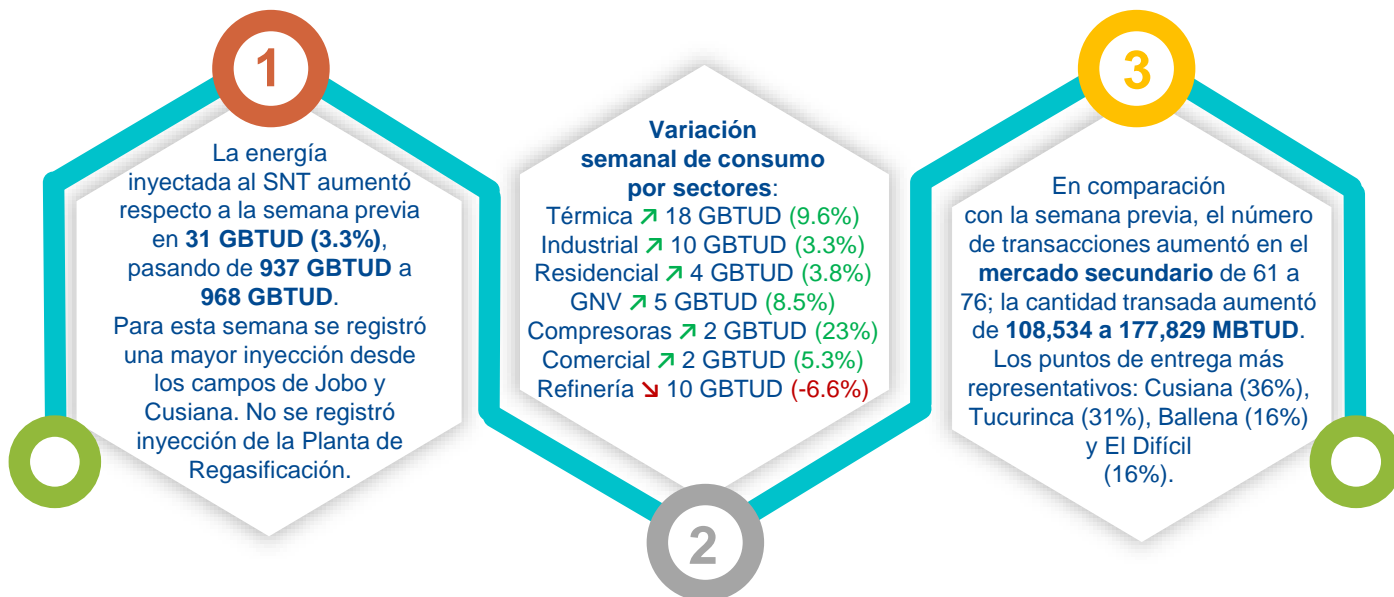 1
La energía
inyectada al SNT aumentó
respecto a la semana previa
en 31 GBTUD (3.3%),
pasando de 937 GBTUD a
968 GBTUD.
Para esta semana se registró
una mayor inyección desde
los campos de Jobo y
Cusiana. No se registró
inyección de la Planta de
Regasificación.
Variación
semanal de consumo
por sectores:
Térmica ↗ 18 GBTUD (9.6%)
Industrial ↗ 10 GBTUD (3.3%)
Residencial ↗ 4 GBTUD (3.8%)
GNV ↗ 5 GBTUD (8.5%)
Compresoras ↗ 2 GBTUD (23%)
Comercial ↗ 2 GBTUD (5.3%)
Refinería ↘ 10 GBTUD (-6.6%)
2
3
En comparación
con la semana previa, el número
de transacciones aumentó en el
mercado secundario de 61 a
76; la cantidad transada aumentó
de 108,534 a 177,829 MBTUD.
Los puntos de entrega más
representativos: Cusiana (36%),
Tucurinca (31%), Ballena (16%)
y El Difícil
(16%).